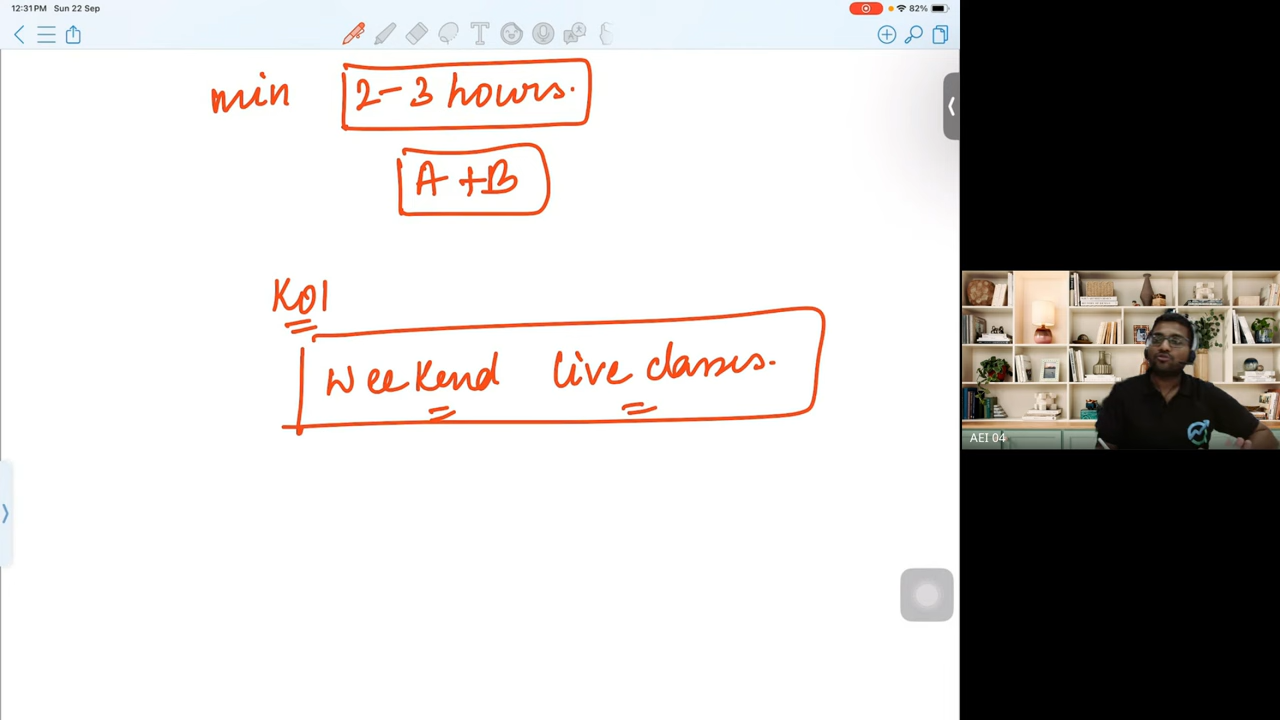 12:31PM Sun 22 Sep
82%
min 2-3 hours.
A+B
K01
Weekend live classes.
AEI 04